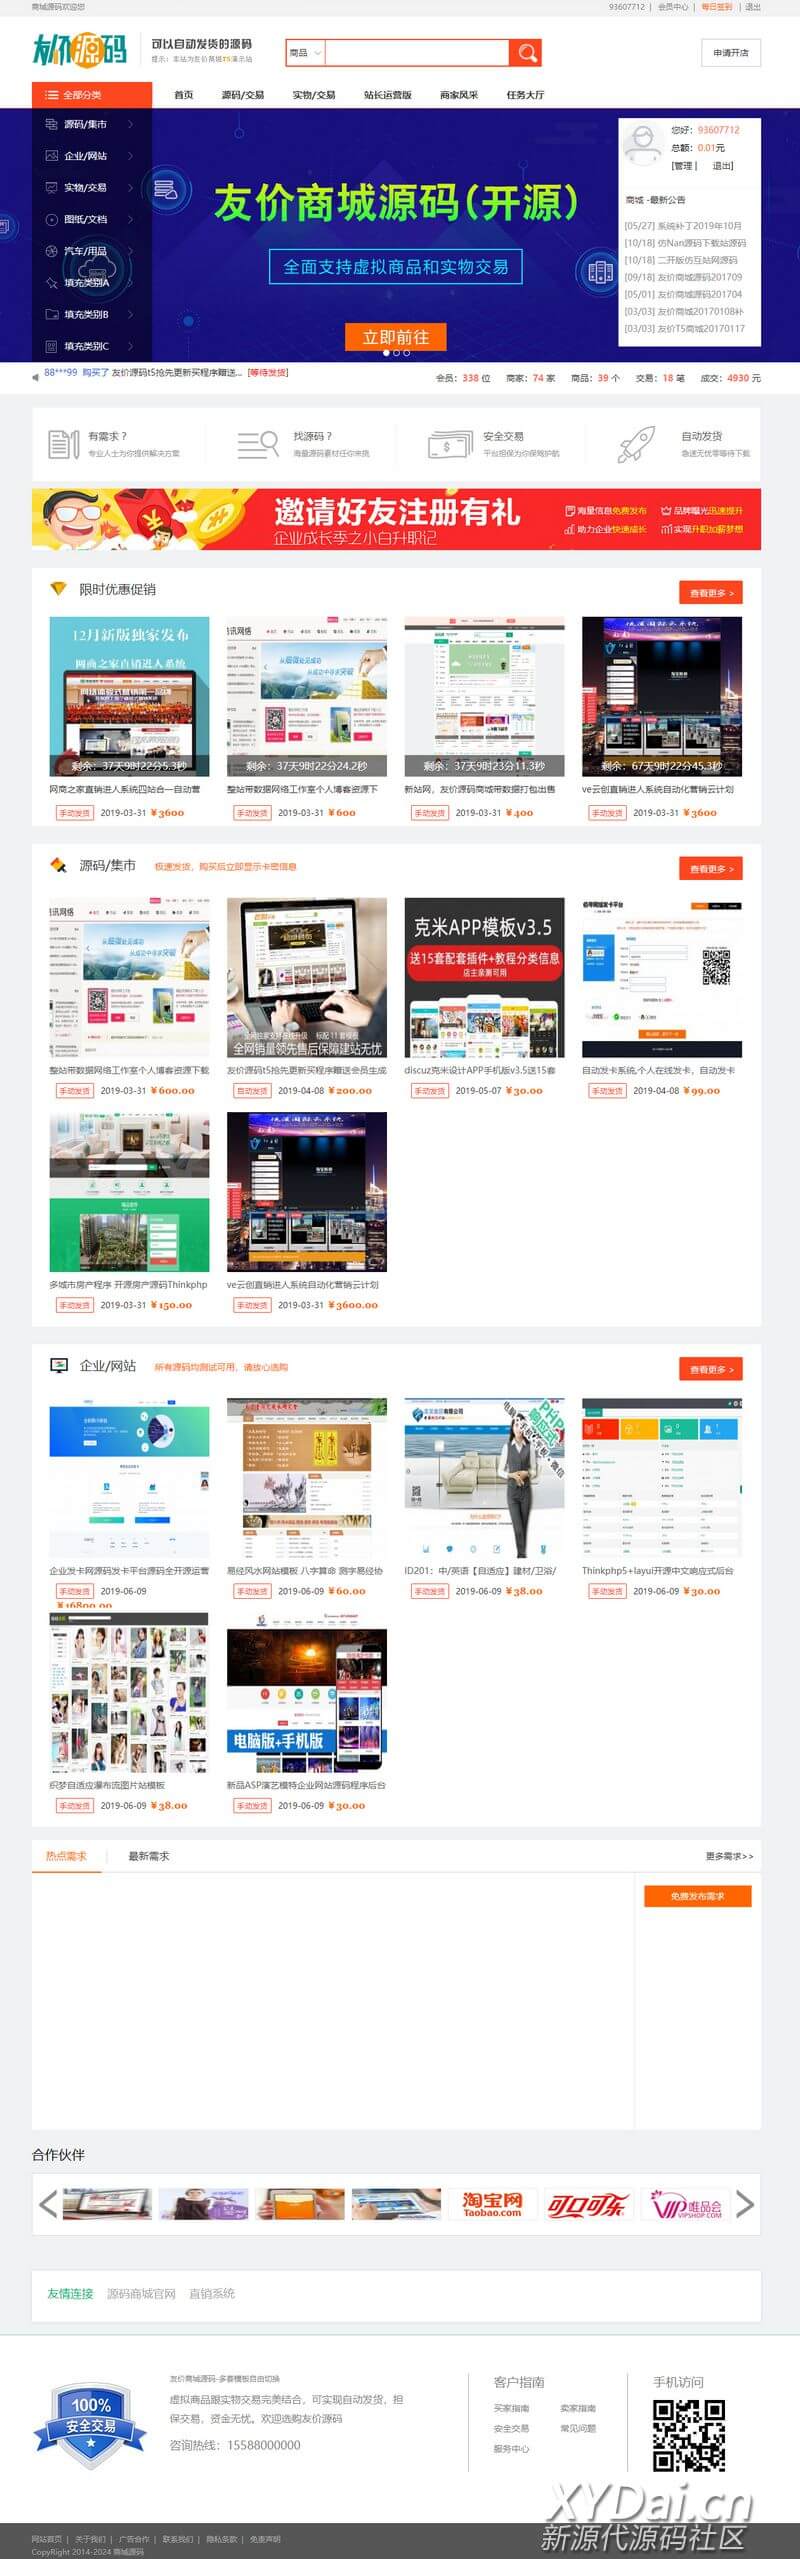 商城源码欢迎您
93607712 | 会员中心 | 每日签到 | 退出
友价源码
可以自动发货的源码
提示：本站为友价商城T5演示站
商品
申请开店
全部分类
首页 源码/交易 实物/交易 站长运营版 商家风采 任务大厅
源码/集市
企业/网站
实物/交易
图纸/文档
汽车/用品
填充类别A
填充类别B
填充类别C
友价商城源码(开源)
全面支持虚拟商品和实物交易
立即前往
您好：93607712
总额：0.01元
[管理 | 退出]
商城 -最新公告
[05/27] 系统补丁2019年10月
[10/18] 仿Nan源码下载站源码
[10/18] 二开版仿互站网源码
[09/18] 友价商城源码201709
[05/01] 友价商城源码201704
[03/03] 友价商城20170108补
[03/03] 友价T5商城20170117
88***99 购买了 友价源码t5抢先更新买程序赠送... [等待发货]
会员：338 位 商家：74 家 商品：39 个 交易：18 笔 成交：4930 元
有需求？
专业人士为你提供解决方案
找源码？
海量源码素材任你来挑
安全交易
平台担保为你保驾护航
自动发货
急速无忧零等待下载
邀请好友注册有礼
企业成长季之小白升职记
海量信息免费发布 品牌曝光迅速提升
助力企业快速成长 实现升职加薪梦想
限时优惠促销
查看更多 >
12月新版独家发布
网商之家直销进人系统
剩余：37天9时22分5.3秒
剩余：37天9时22分24.2秒
剩余：37天9时23分11.3秒
剩余：67天9时22分45.3秒
网商之家直销进人系统四站合一自动营
整站带数据网络工作室个人博客资源下
新站网，友价源码商城带数据打包出售
ve云创直销进人系统自动化营销云计划
手动发货 2019-03-31 ￥3600
手动发货 2019-03-31 ￥600
手动发货 2019-03-31 ￥400
手动发货 2019-03-31 ￥3600
源码/集市
极速发货，购买后立即显示卡密信息
查看更多 >
全网销量领先售后保障建站无忧
克米APP模板v3.5
送15套配套插件+教程分类信息
店主亲测可用
整站带数据网络工作室个人博客资源下载
友价源码t5抢先更新买程序赠送会员生成
discuz克米设计APP手机版v3.5送15套
自动发卡系统,个人在线发卡，自动发卡
手动发货 2019-03-31 ￥600.00
自动发货 2019-04-08 ￥200.00
手动发货 2019-05-07 ￥30.00
手动发货 2019-04-08 ￥99.00
多城市房产程序 开源房产源码Thinkphp
ve云创直销进人系统自动化营销云计划
手动发货 2019-03-31 ￥150.00
手动发货 2019-03-31 ￥3600.00
企业/网站
所有源码均测试可用，请放心选购
查看更多 >
企业发卡网源码发卡平台源码全开源运营
易经风水网站模板 八字算命 测字易经协
ID201：中/英语【自适应】建材/卫浴/
Thinkphp5+layui开源中文响应式后台
手动发货 2019-06-09
￥16800.00
手动发货 2019-06-09 ￥60.00
手动发货 2019-06-09 ￥38.00
手动发货 2019-06-09 ￥30.00
电脑版+手机版
织梦自适应瀑布流图片站模板
新品ASP演艺模特企业网站源码程序后台
手动发货 2019-06-09 ￥38.00
手动发货 2019-06-09 ￥30.00
热点需求 最新需求
更多需求>>
免费发布需求
合作伙伴
淘宝网
Taobao.com
可口可乐
VIP 唯品会
VIPSHOP.COM
友情连接 源码商城官网 直销系统
100%
安全交易
友价商城源码-多套模板自由切换
虚拟商品跟实物交易完美结合，可实现自动发货，担
保交易，资金无忧。欢迎选购友价源码
咨询热线：15588000000
客户指南
买家指南 卖家指南
安全交易 常见问题
服务中心
手机访问
网站首页 | 关于我们 | 广告合作 | 联系我们 | 隐私条款 | 免责声明
CopyRight 2014-2024 商城源码
XYDai.cn
新源代源码社区